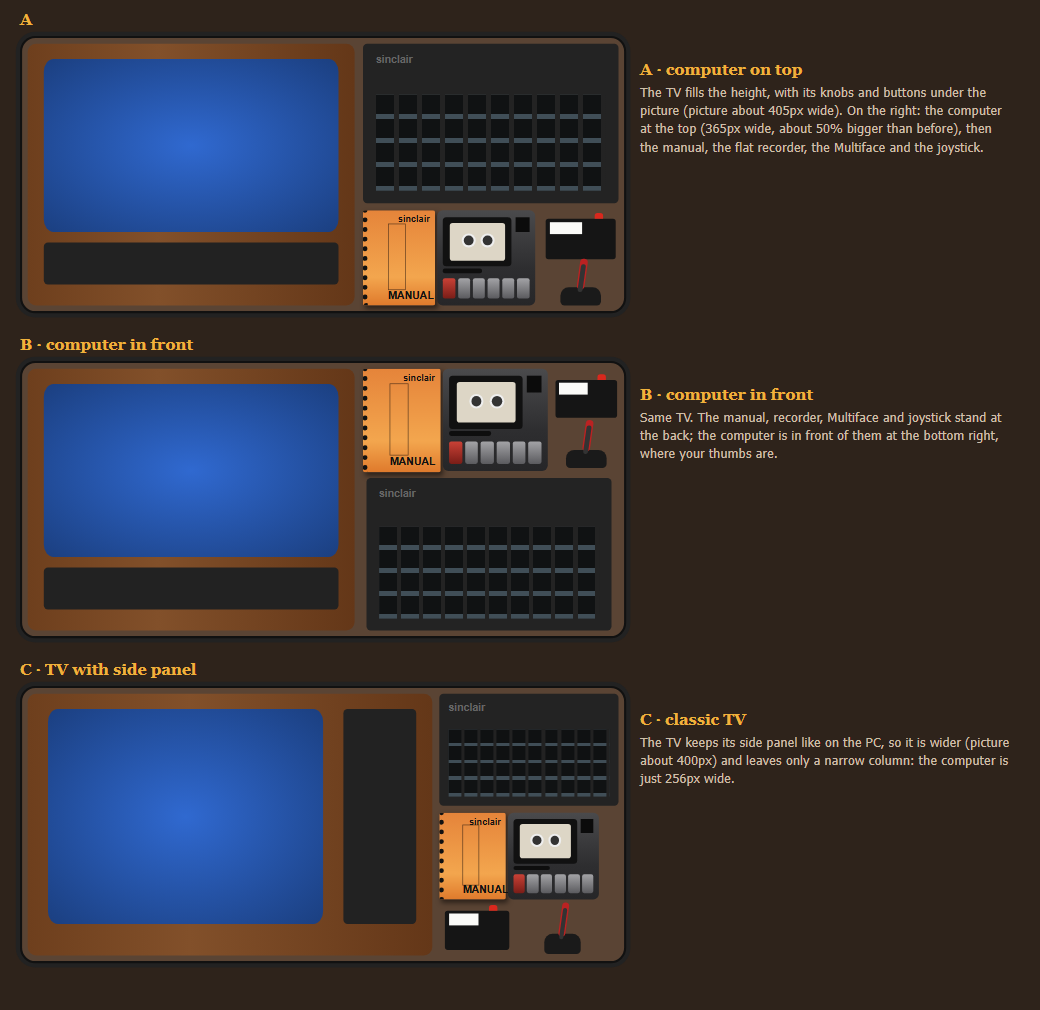 A
sinclair
sinclair
MANUAL
A - computer on top
The TV fills the height, with its knobs and buttons under the
picture (picture about 405px wide). On the right: the computer
at the top (365px wide, about 50% bigger than before), then
the manual, the flat recorder, the Multiface and the joystick.
B - computer in front
sinclair
MANUAL
sinclair
B - computer in front
Same TV. The manual, recorder, Multiface and joystick stand at
the back; the computer is in front of them at the bottom right,
where your thumbs are.
C - TV with side panel
sinclair
sinclair
MANUAL
C - classic TV
The TV keeps its side panel like on the PC, so it is wider (picture
about 400px) and leaves only a narrow column: the computer is
just 256px wide.